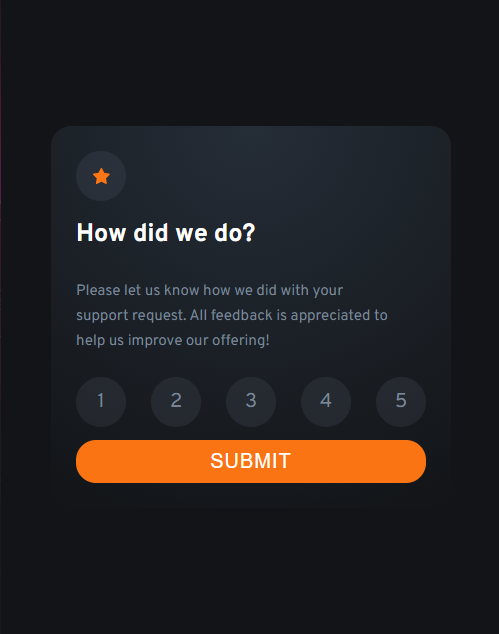 How did we do?
Please let us know how we did with your
support request. All feedback is appreciated to
help us improve our offering!
1 2 3 4 5
SUBMIT